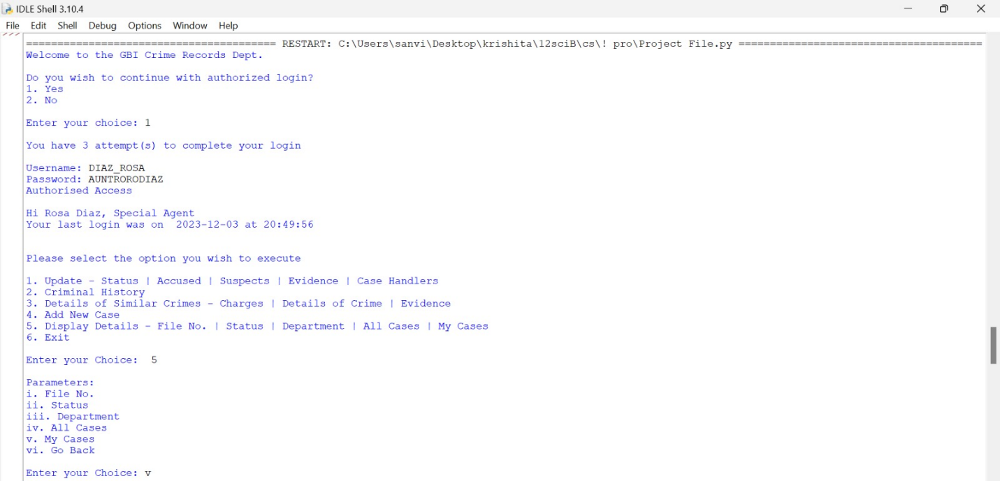 IDLE Shell 3.10.4
File Edit Shell Debug Options Window Help
>>>
======================================== RESTART: C:\Users\sanvi\Desktop\krishita\12sciB\cs\! pro\Project File.py =======================================
Welcome to the GBI Crime Records Dept.
Do you wish to continue with authorized login?
1. Yes
2. No
Enter your choice: 1
You have 3 attempt(s) to complete your login
Username: DIAZ_ROSA
Password: AUNTRORODIAZ
Authorised Access
Hi Rosa Diaz, Special Agent
Your last login was on  2023-12-03 at 20:49:56
Please select the option you wish to execute
1. Update - Status | Accused | Suspects | Evidence | Case Handlers
2. Criminal History
3. Details of Similar Crimes - Charges | Details of Crime | Evidence
4. Add New Case
5. Display Details - File No. | Status | Department | All Cases | My Cases
6. Exit
Enter your Choice:  5
Parameters:
i. File No.
ii. Status
iii. Department
iv. All Cases
v. My Cases
vi. Go Back
Enter your Choice: v